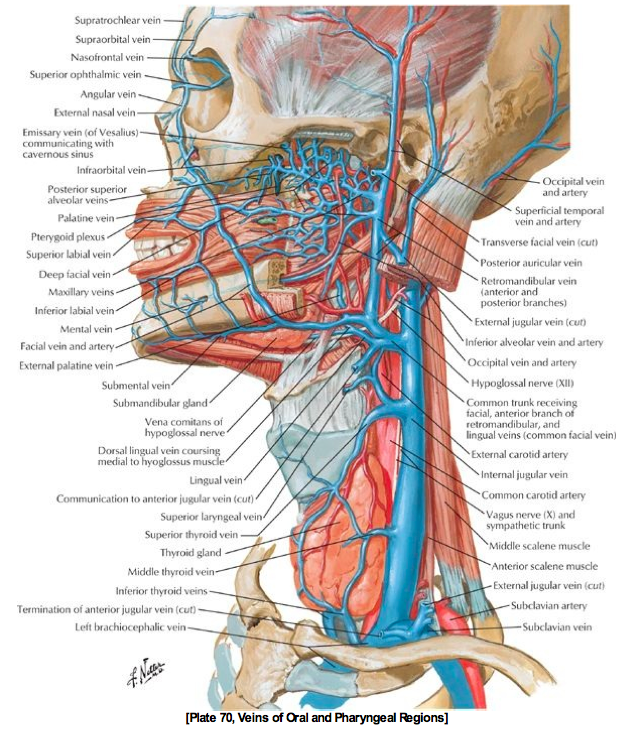 Supratrochlear vein
Supraorbital vein
Nasofrontal vein
Superior ophthalmic vein
Angular vein
External nasal vein
Emissary vein (of Vesalius)
communicating with
cavernous sinus
Infraorbital vein
Posterior superior
alveolar veins
Palatine vein
Pterygoid plexus
Superior labial vein
Deep facial vein
Maxillary veins
Inferior labial vein
Mental vein
Facial vein and artery
External palatine vein
Submental vein
Submandibular gland
Vena comitans of
hypoglossal nerve
Dorsal lingual vein coursing
medial to hyoglossus muscle
Lingual vein
Communication to anterior jugular vein (cut)
Superior laryngeal vein
Superior thyroid vein
Thyroid gland
Middle thyroid vein
Inferior thyroid veins
Termination of anterior jugular vein (cut)
Left brachiocephalic vein
Occipital vein
and artery
Superficial temporal
vein and artery
Transverse facial vein (cut)
Posterior auricular vein
Retromandibular vein
(anterior and
posterior branches)
External jugular vein (cut)
Inferior alveolar vein and artery
Occipital vein and artery
Hypoglossal nerve (XII)
Common trunk receiving
facial, anterior branch of
retromandibular, and
lingual veins (common facial vein)
External carotid artery
Internal jugular vein
Common carotid artery
Vagus nerve (X) and
sympathetic trunk
Middle scalene muscle
Anterior scalene muscle
External jugular vein (cut)
Subclavian artery
Subclavian vein
F. Netter
[Plate 70, Veins of Oral and Pharyngeal Regions]